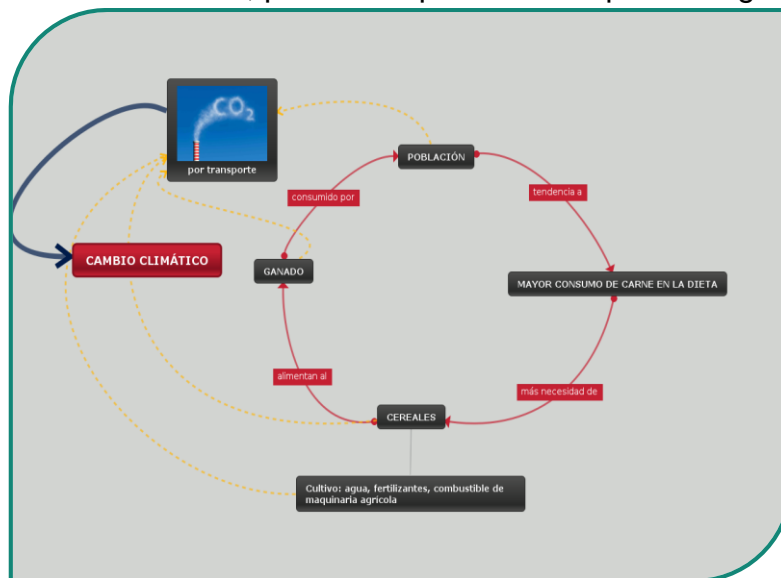 CO₂
por transporte
POBLACIÓN
consumido por
tendencia a
CAMBIO CLIMÁTICO
GANADO
MAYOR CONSUMO DE CARNE EN LA DIETA
alimentan al
más necesidad de
CEREALES
Cultivo: agua, fertilizantes, combustible de
maquinaria agrícola